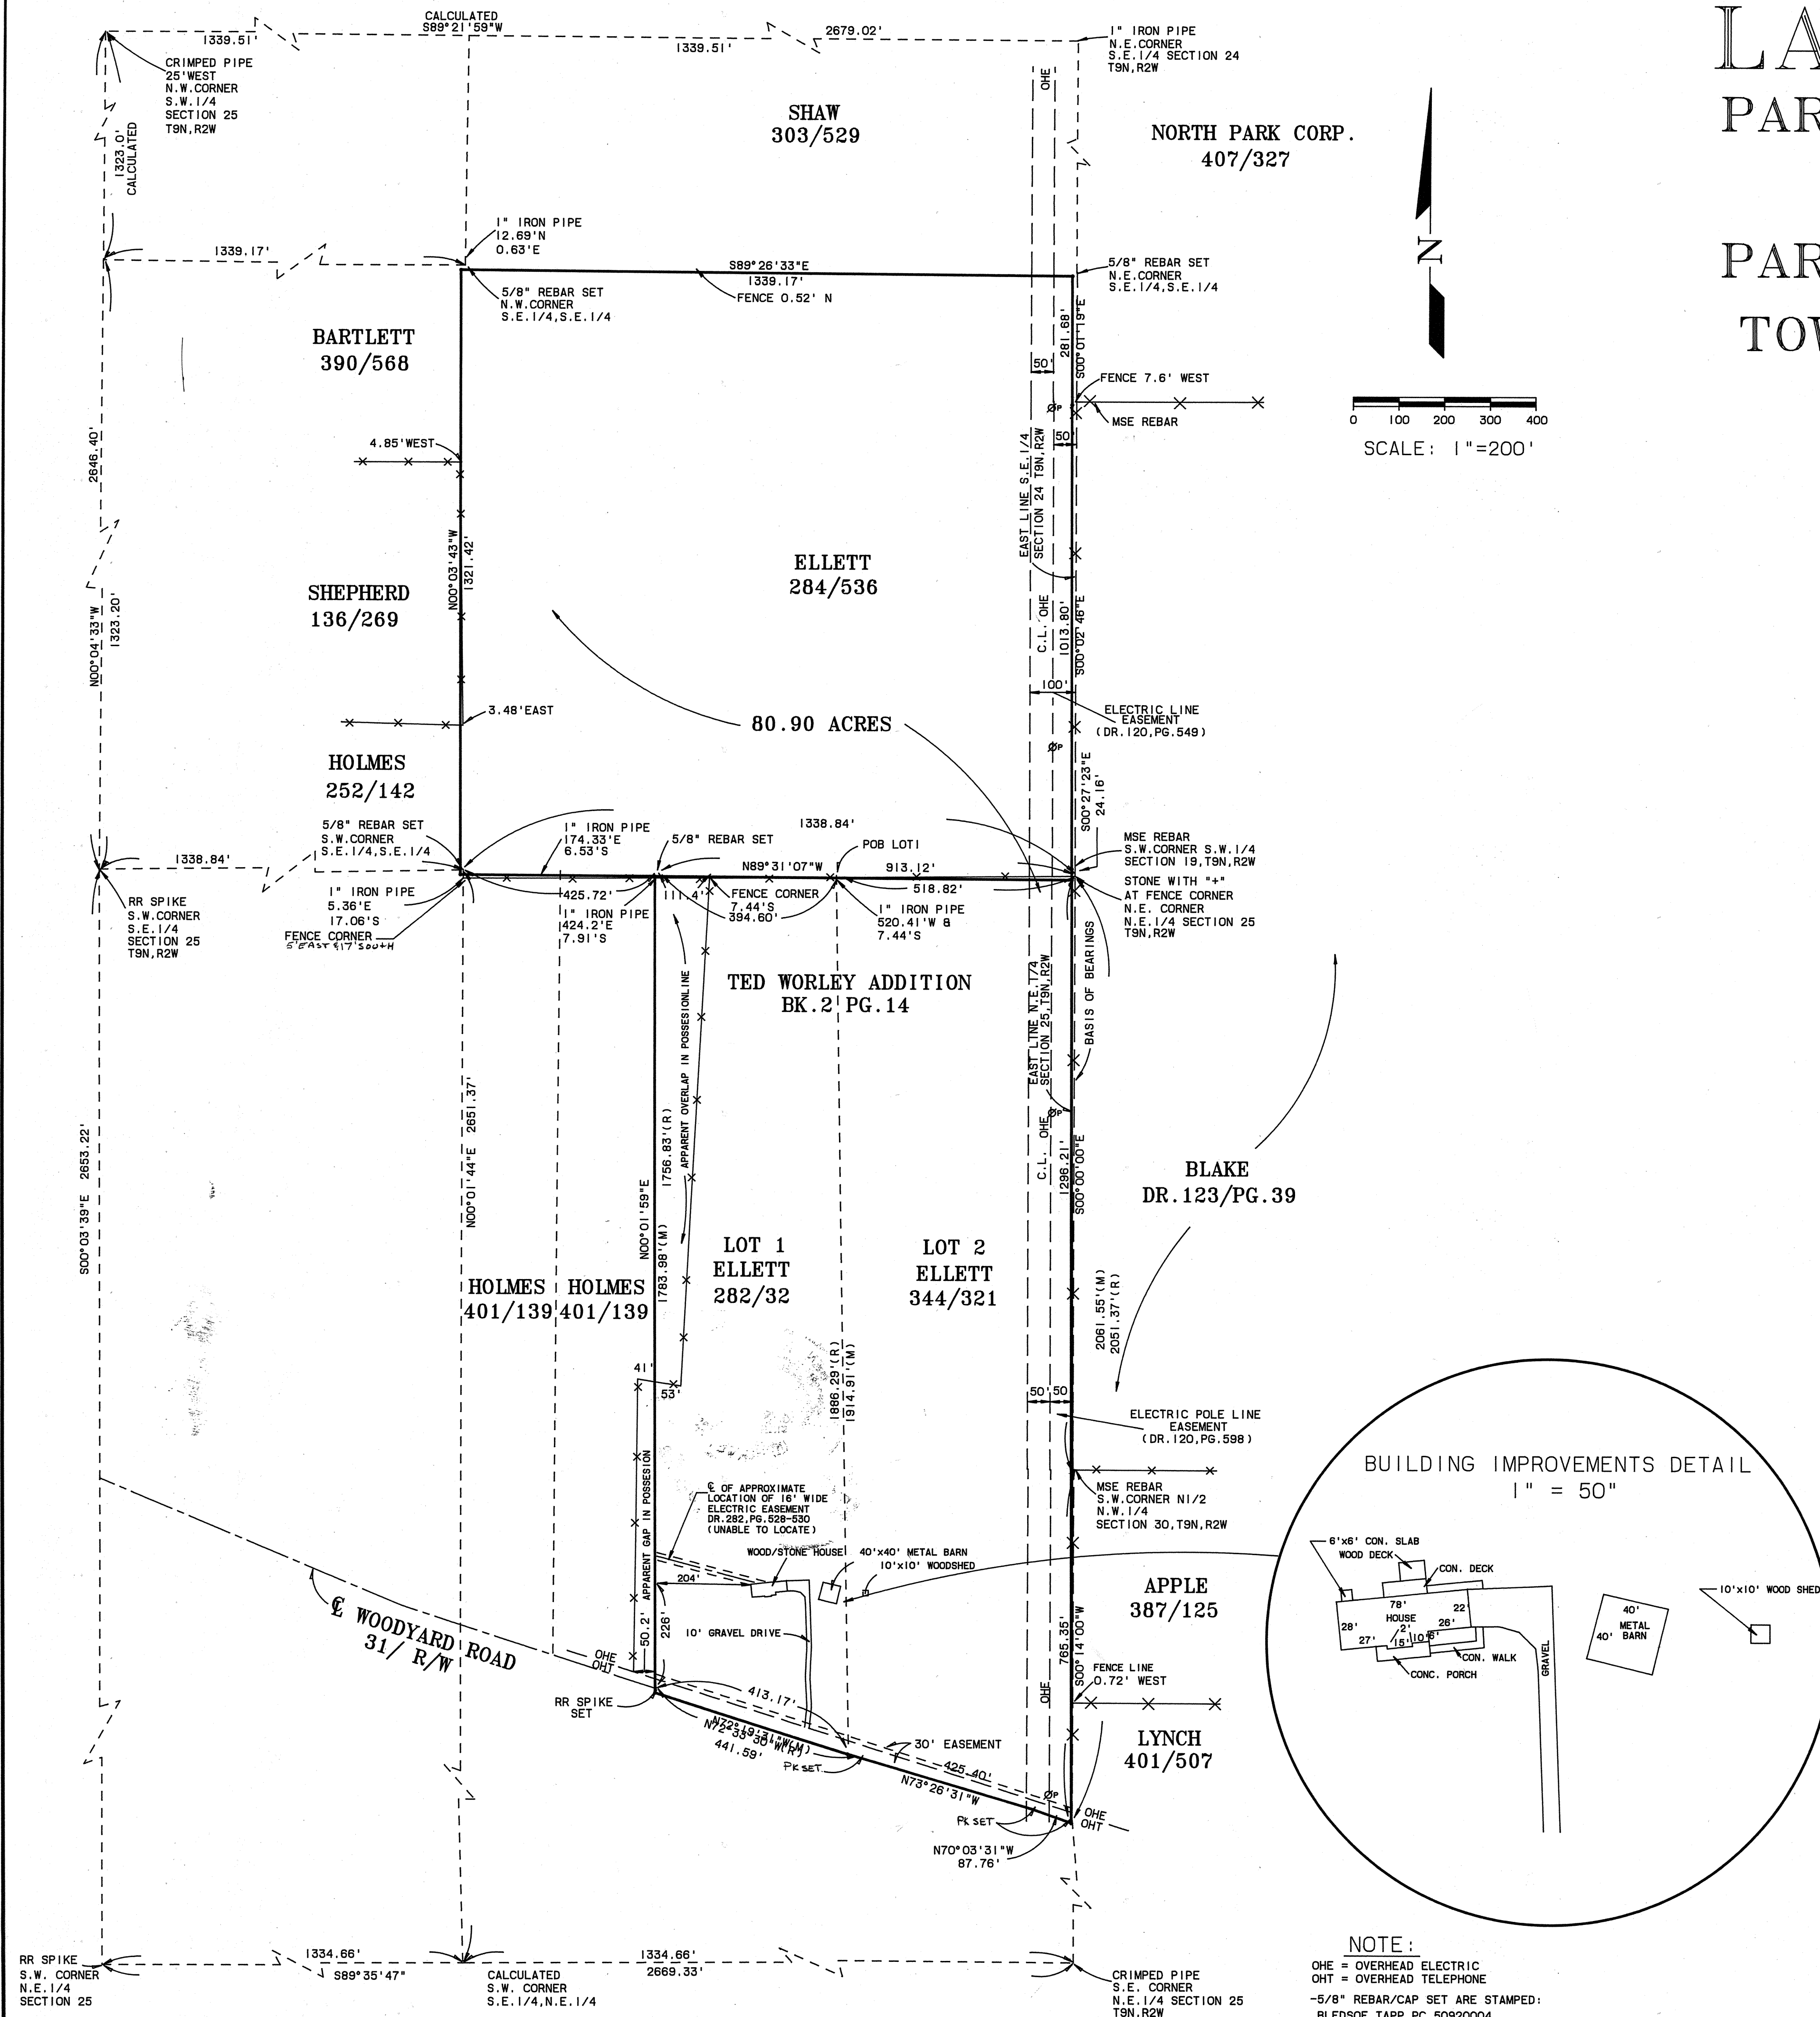 LA
PAR
PAR
TOW
CALCULATED
S89°21'59"W
1339.51'
1339.51'
2679.02'
1" IRON PIPE
N.E.CORNER
S.E.1/4 SECTION 24
T9N,R2W
CRIMPED PIPE
25'WEST
N.W.CORNER
S.W.1/4
SECTION 25
T9N,R2W
1323.0'
CALCULATED
SHAW
303/529
OHE
NORTH PARK CORP.
407/327
N
1" IRON PIPE
12.69'N
0.63'E
1339.17'
S89°26'33"E
1339.17'
FENCE 0.52' N
5/8" REBAR SET
N.W.CORNER
S.E.1/4,S.E.1/4
5/8" REBAR SET
N.E.CORNER
S.E.1/4,S.E.1/4
281.68'
S00°01'19"E
BARTLETT
390/568
50'
FENCE 7.6' WEST
MSE REBAR
P
50'
0 100 200 300 400
SCALE: 1"=200'
4.85'WEST
2646.40'
EAST LINE S.E.1/4
SECTION 24 T9N,R2W
N00°03'43"W
1321.42'
ELLETT
284/536
SHEPHERD
136/269
N00°04'33"W
1323.20'
C.L. OHE
1013.80'
S00°02'46"E
100'
3.48'EAST
80.90 ACRES
ELECTRIC LINE
EASEMENT
(DR.120,PG.549)
P
HOLMES
252/142
S00°27'23"E
24.16'
5/8" REBAR SET
S.W.CORNER
S.E.1/4,S.E.1/4
1" IRON PIPE
174.33'E
6.53'S
5/8" REBAR SET
1338.84'
POB LOT1
MSE REBAR
S.W.CORNER S.W.1/4
SECTION 19,T9N,R2W
1338.84'
N89°31'07"W
913.12'
518.82'
STONE WITH "+"
AT FENCE CORNER
N.E. CORNER
N.E.1/4 SECTION 25
T9N,R2W
1" IRON PIPE
5.36'E
17.06'S
425.72'
111.4'
FENCE CORNER
7.44'S
394.60'
1" IRON PIPE
424.2'E
7.91'S
1" IRON PIPE
520.41'W &
7.44'S
RR SPIKE
S.W.CORNER
S.E.1/4
SECTION 25
T9N,R2W
FENCE CORNER
5'EAST & 17'SOUTH
TED WORLEY ADDITION
BK.2 PG.14
APPARENT OVERLAP IN POSSESIONLINE
EAST LINE N.E.1/4
SECTION 25,T9N,R2W
BASIS OF BEARINGS
S00°03'39"E 2653.22'
N00°01'44"E 2651.37'
1756.83'(R)
N00°01'59"E
1783.98'(M)
P
C.L. OHE
1296.21'
S00°00'00"E
BLAKE
DR.123/PG.39
HOLMES
401/139
HOLMES
401/139
LOT 1
ELLETT
282/32
LOT 2
ELLETT
344/321
2061.55'(M)
2051.37'(R)
1886.29'(R)
1914.91'(M)
41'
53'
50'
50
ELECTRIC POLE LINE
EASEMENT
(DR.120,PG.598)
MSE REBAR
S.W.CORNER N1/2
N.W.1/4
SECTION 30,T9N,R2W
APPARENT GAP IN POSSESION
℄ OF APPROXIMATE
LOCATION OF 16' WIDE
ELECTRIC EASEMENT
DR.282,PG.528-530
(UNABLE TO LOCATE)
WOOD/STONE HOUSE
40'x40' METAL BARN
10'x10' WOODSHED
204'
226'
50.2'
10' GRAVEL DRIVE
APPLE
387/125
765.35'
S00°14'00"W
℄ WOODYARD ROAD
31/ R/W
OHE
OHT
RR SPIKE
SET
413.17'
N72°19'31"W(M)
N72°33'30"W(R)
441.59'
PK SET
30' EASEMENT
425.40'
N73°26'31"W
FENCE LINE
0.72' WEST
OHE
LYNCH
401/507
P
OHE
OHT
PK SET
N70°03'31"W
87.76'
BUILDING IMPROVEMENTS DETAIL
1" = 50"
6'x6' CON. SLAB
WOOD DECK
CON. DECK
78'
HOUSE
22'
28'
27'
2'
15'
10'
6'
26'
CON. WALK
CONC. PORCH
GRAVEL
40'
METAL
BARN
40'
10'x10' WOOD SHED
RR SPIKE
S.W. CORNER
N.E.1/4
SECTION 25
1334.66'
S89°35'47"
CALCULATED
S.W. CORNER
S.E.1/4,N.E.1/4
1334.66'
2669.33'
CRIMPED PIPE
S.E. CORNER
N.E.1/4 SECTION 25
T9N,R2W
NOTE:
OHE = OVERHEAD ELECTRIC
OHT = OVERHEAD TELEPHONE
-5/8" REBAR/CAP SET ARE STAMPED:
BLEDSOE TAPP PC 50920004